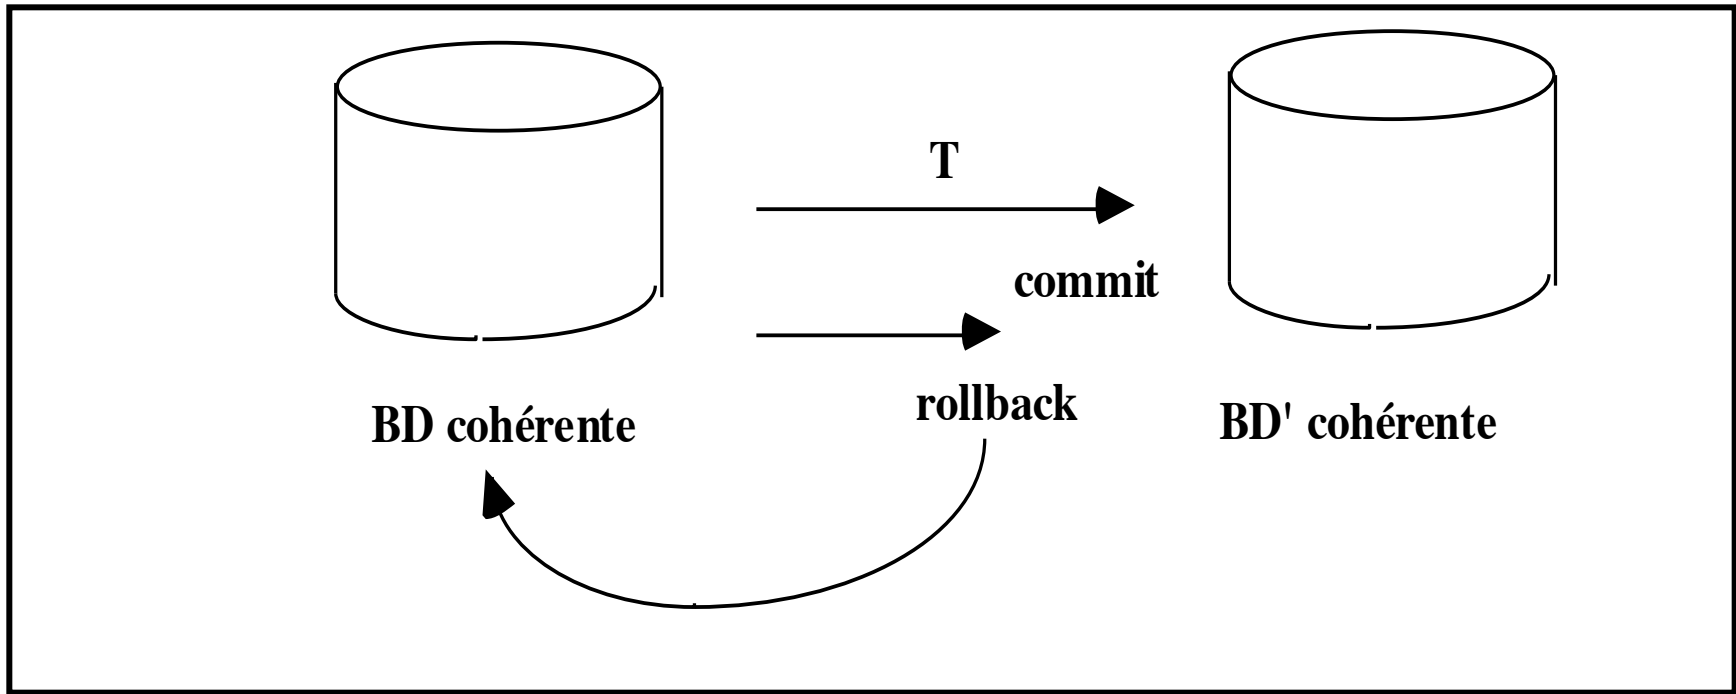 T
commit
rollback
BD cohérente
BD' cohérente